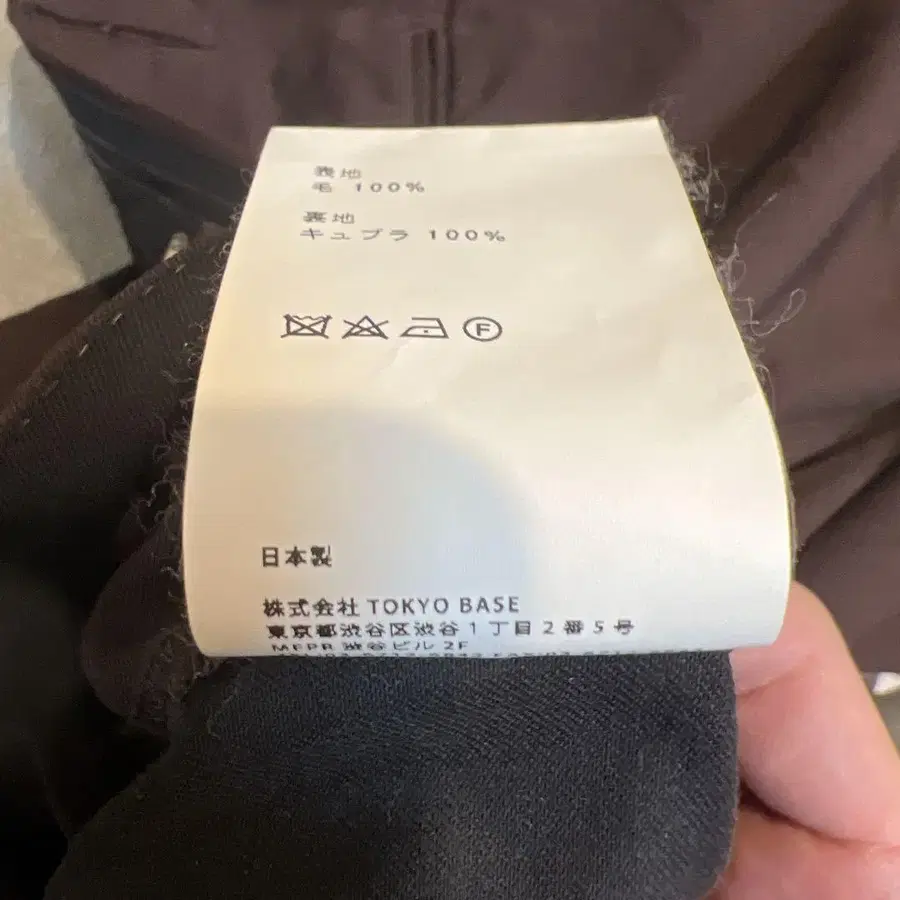 表地
毛 100%
裏地
キュプラ 100%
F
日本製
株式会社 TOKYO BASE
東京都渋谷区渋谷1丁目2番5号
MFPR 渋谷ビル 2F